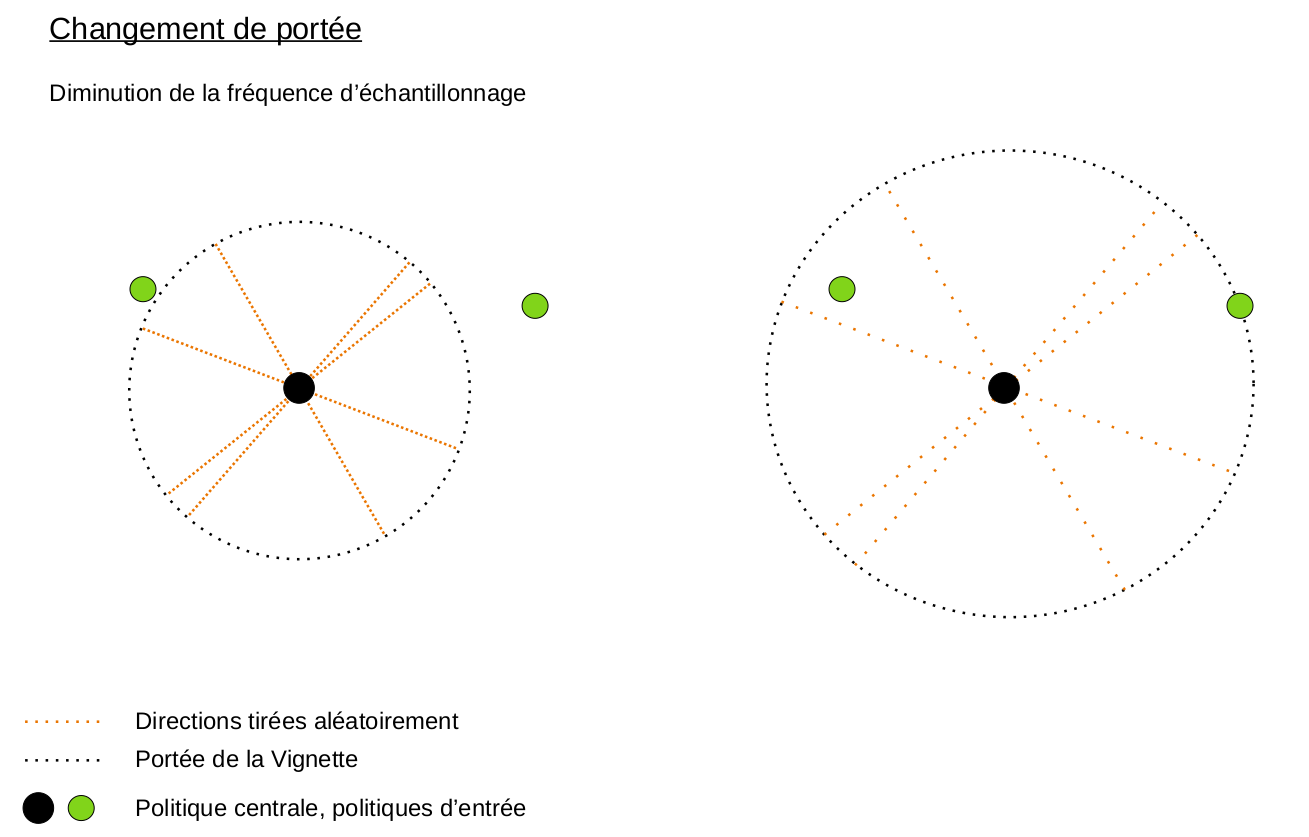 Changement de portée
Diminution de la fréquence d’échantillonnage
Directions tirées aléatoirement
Portée de la Vignette
Politique centrale, politiques d’entrée